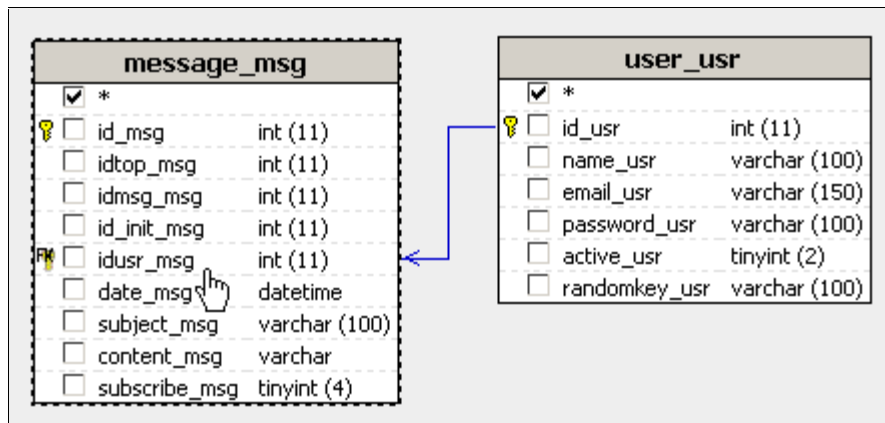 message_msg
*
id_msg int (11)
idtop_msg int (11)
idmsg_msg int (11)
id_init_msg int (11)
FK idusr_msg int (11)
date_msg datetime
subject_msg varchar (100)
content_msg varchar
subscribe_msg tinyint (4)
user_usr
*
id_usr int (11)
name_usr varchar (100)
email_usr varchar (150)
password_usr varchar (100)
active_usr tinyint (2)
randomkey_usr varchar (100)